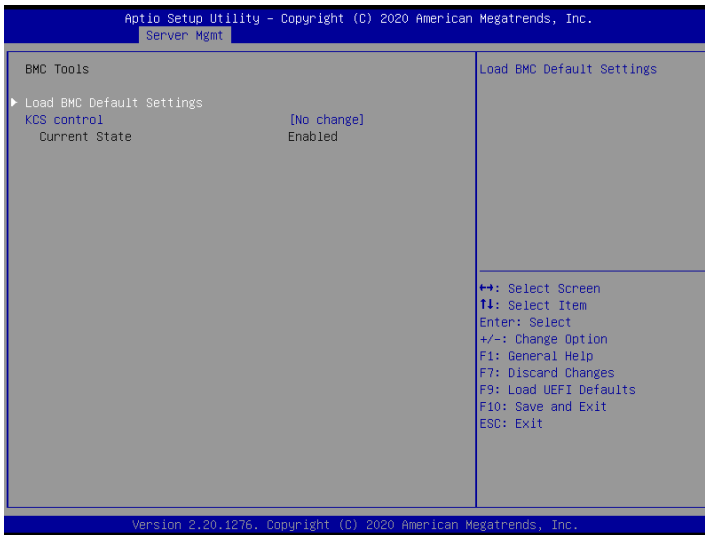 Aptio Setup Utility – Copyright (C) 2020 American Megatrends, Inc.
Server Mgmt
BMC Tools
Load BMC Default Settings
KCS control [No change]
Current State Enabled
Load BMC Default Settings
↔: Select Screen
↑↓: Select Item
Enter: Select
+/-: Change Option
F1: General Help
F7: Discard Changes
F9: Load UEFI Defaults
F10: Save and Exit
ESC: Exit
Version 2.20.1276. Copyright (C) 2020 American Megatrends, Inc.